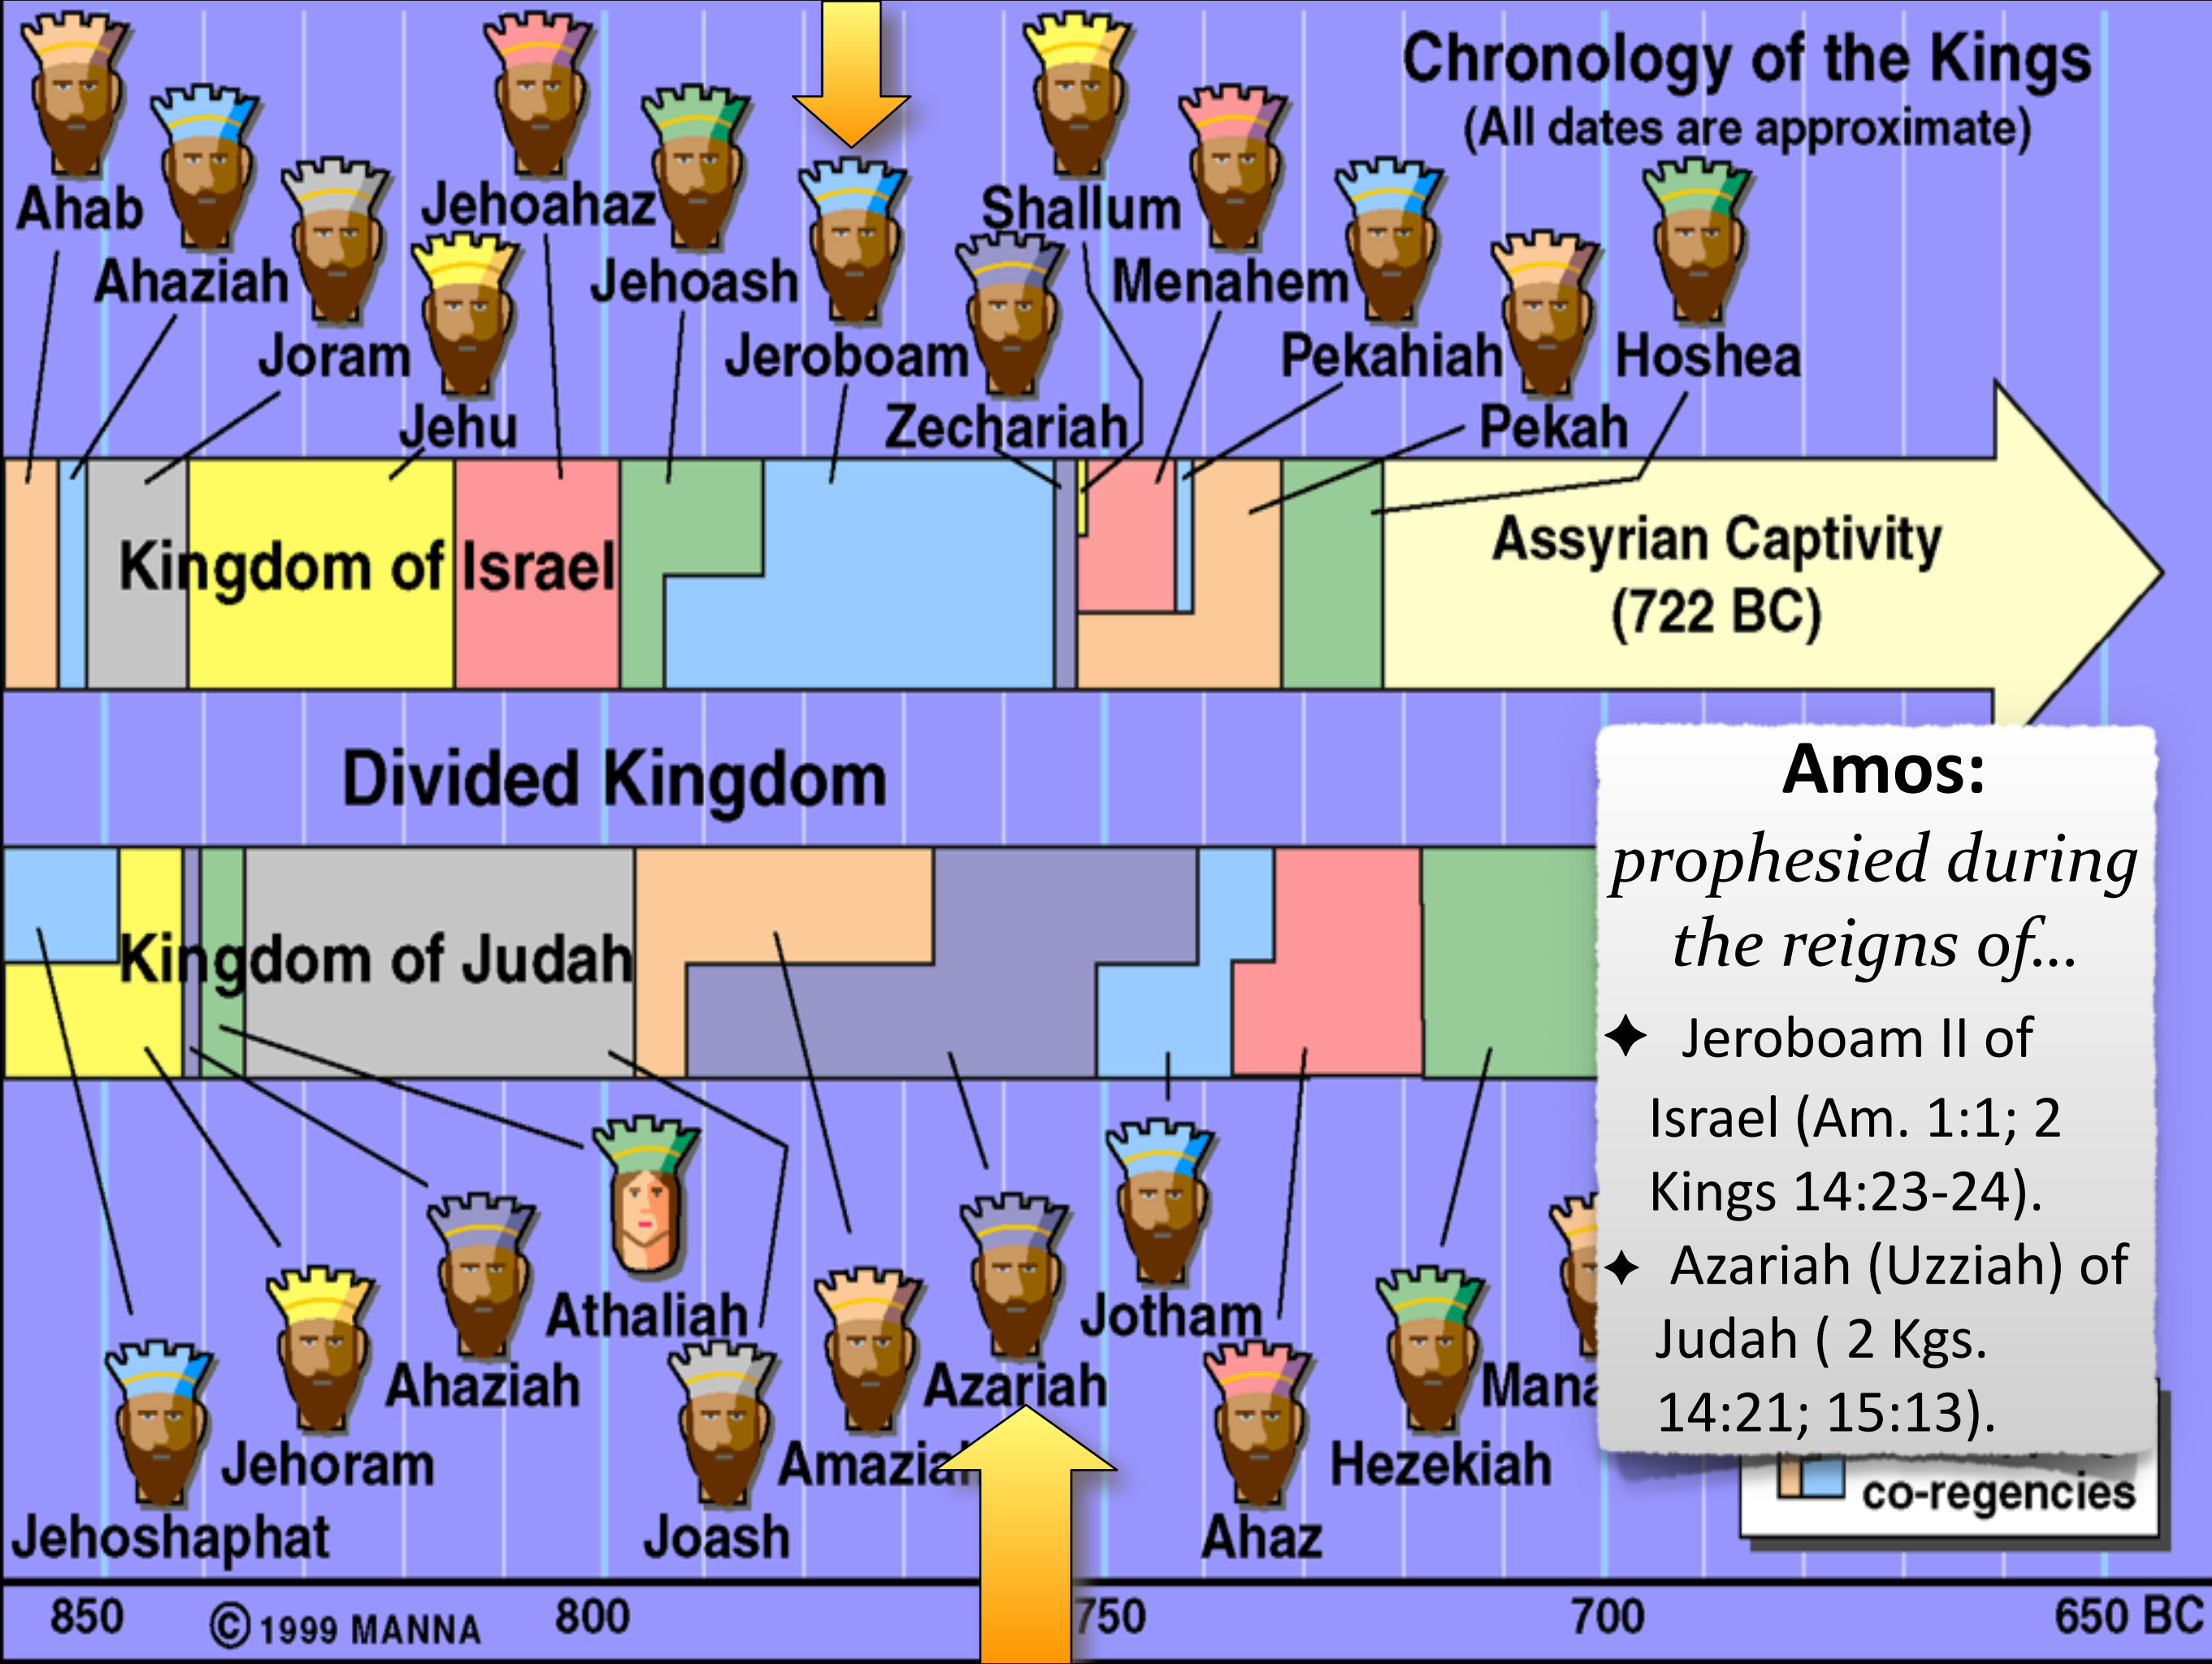 Chronology of the Kings
(All dates are approximate)
Ahab
Jehoahaz
Shallum
Ahaziah
Jehoash
Menahem
Joram
Jeroboam
Pekahiah
Hoshea
Jehu
Zechariah
Pekah
Kingdom of Israel
Assyrian Captivity
(722 BC)
Divided Kingdom
Kingdom of Judah
Amos:
prophesied during
the reigns of...
✦ Jeroboam II of
Israel (Am. 1:1; 2
Kings 14:23-24).
✦ Azariah (Uzziah) of
Judah ( 2 Kgs.
14:21; 15:13).
Athaliah
Jotham
Ahaziah
Azariah
Jehoram
Hezekiah
Jehoshaphat
Joash
Ahaz
co-regencies
850
© 1999 MANNA
800
750
700
650 BC